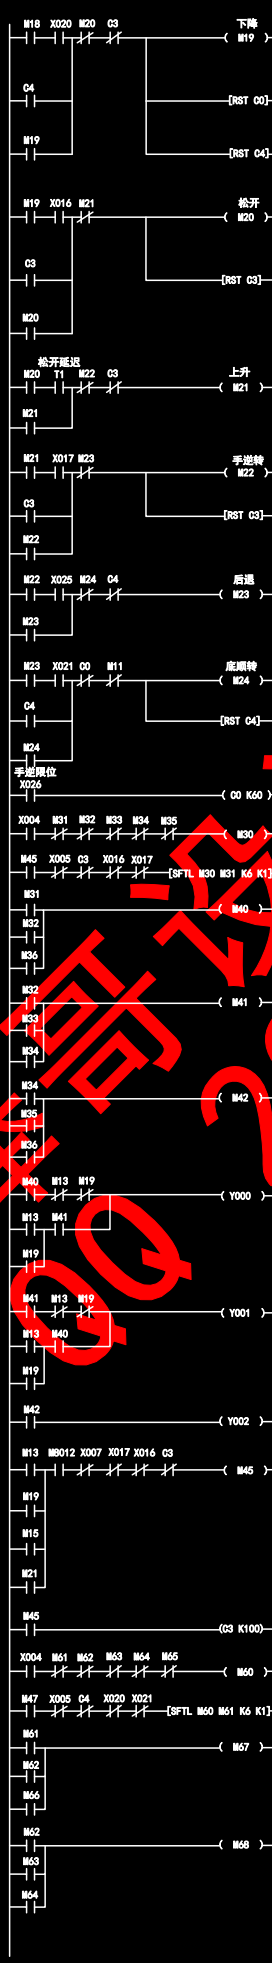 下降
M18 X020 M20 C3
( M19 )
C4
[RST C0]
M19
[RST C4]
松开
M19 X016 M21
( M20 )
C3
[RST C3]
M20
松开延迟
上升
M20 T1 M22 C3
( M21 )
M21
手逆转
M21 X017 M23
( M22 )
C3
[RST C3]
M22
后退
M22 X025 M24 C4
( M23 )
M23
底顺转
M23 X021 C0 M11
( M24 )
C4
[RST C4]
M24
手逆限位
X026
( C0 K60 )
X004 M31 M32 M33 M34 M35
( M30 )
M45 X005 C3 X016 X017
[SFTL M30 M31 K6 K1]
M31
( M40 )
M32
M36
M32
( M41 )
M33
M34
M34
( M42 )
M35
M36
M40 M13 M19
( Y000 )
M13 M41
M19
M41 M13 M19
( Y001 )
M13 M40
M19
M42
( Y002 )
M13 M8012 X007 X017 X016 C3
( M45 )
M19
M15
M21
M45
(C3 K100)
X004 M61 M62 M63 M64 M65
( M60 )
M47 X005 C4 X020 X021
[SFTL M60 M61 K6 K1]
M61
( M67 )
M62
M66
M62
( M68 )
M63
M64
哥设
QQ